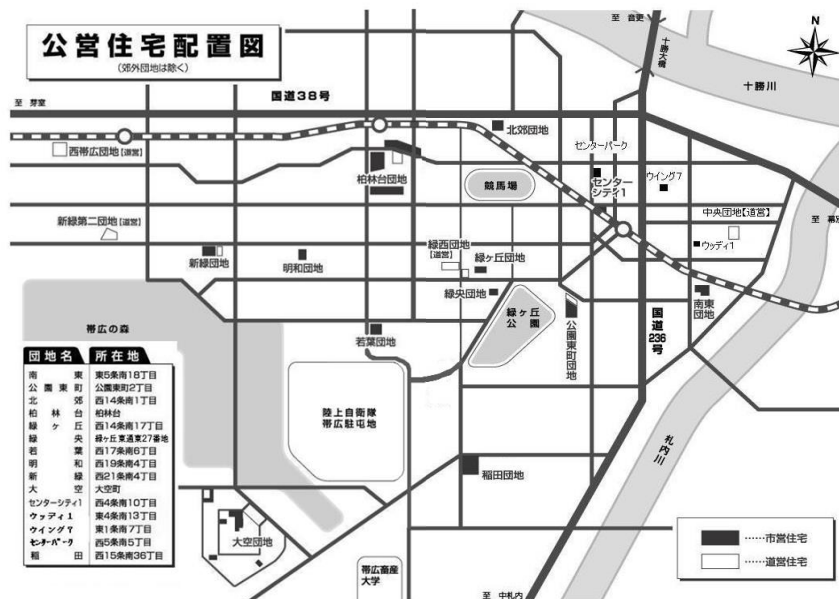 公営住宅配置図
(郊外団地は除く)
至 音更
N
十勝大橋
十勝川
国道38号
至 芽室
北郊団地
西帯広団地【道営】
センターパーク
柏林台団地
競馬場
センターシティ1
ウイング7
中央団地【道営】
新緑第二団地【道営】
至 幕別
緑西団地
【道営】
緑ヶ丘団地
ウッディ1
新緑団地
明和団地
緑央団地
南東
団地
緑ヶ丘
公園
公園東町団地
国道236号
帯広の森
若葉団地
団地名 所在地
南東 東5条南18丁目
公園東町 公園東町2丁目
北郊 西14条南1丁目
柏林台 柏林台
緑ヶ丘 西14条南17丁目
緑央 緑ヶ丘東通東27番地
若葉 西17条南6丁目
明和 西19条南4丁目
新緑 西21条南4丁目
大空 大空町
センターシティ1 西4条南10丁目
ウッディ1 東4条南13丁目
ウイング7 東1条南7丁目
センターパーク 西5条南5丁目
稲田 西15条南36丁目
陸上自衛隊
帯広駐屯地
札内川
稲田団地
大空団地
帯広畜産
大学
至 中札内
……市営住宅
……道営住宅